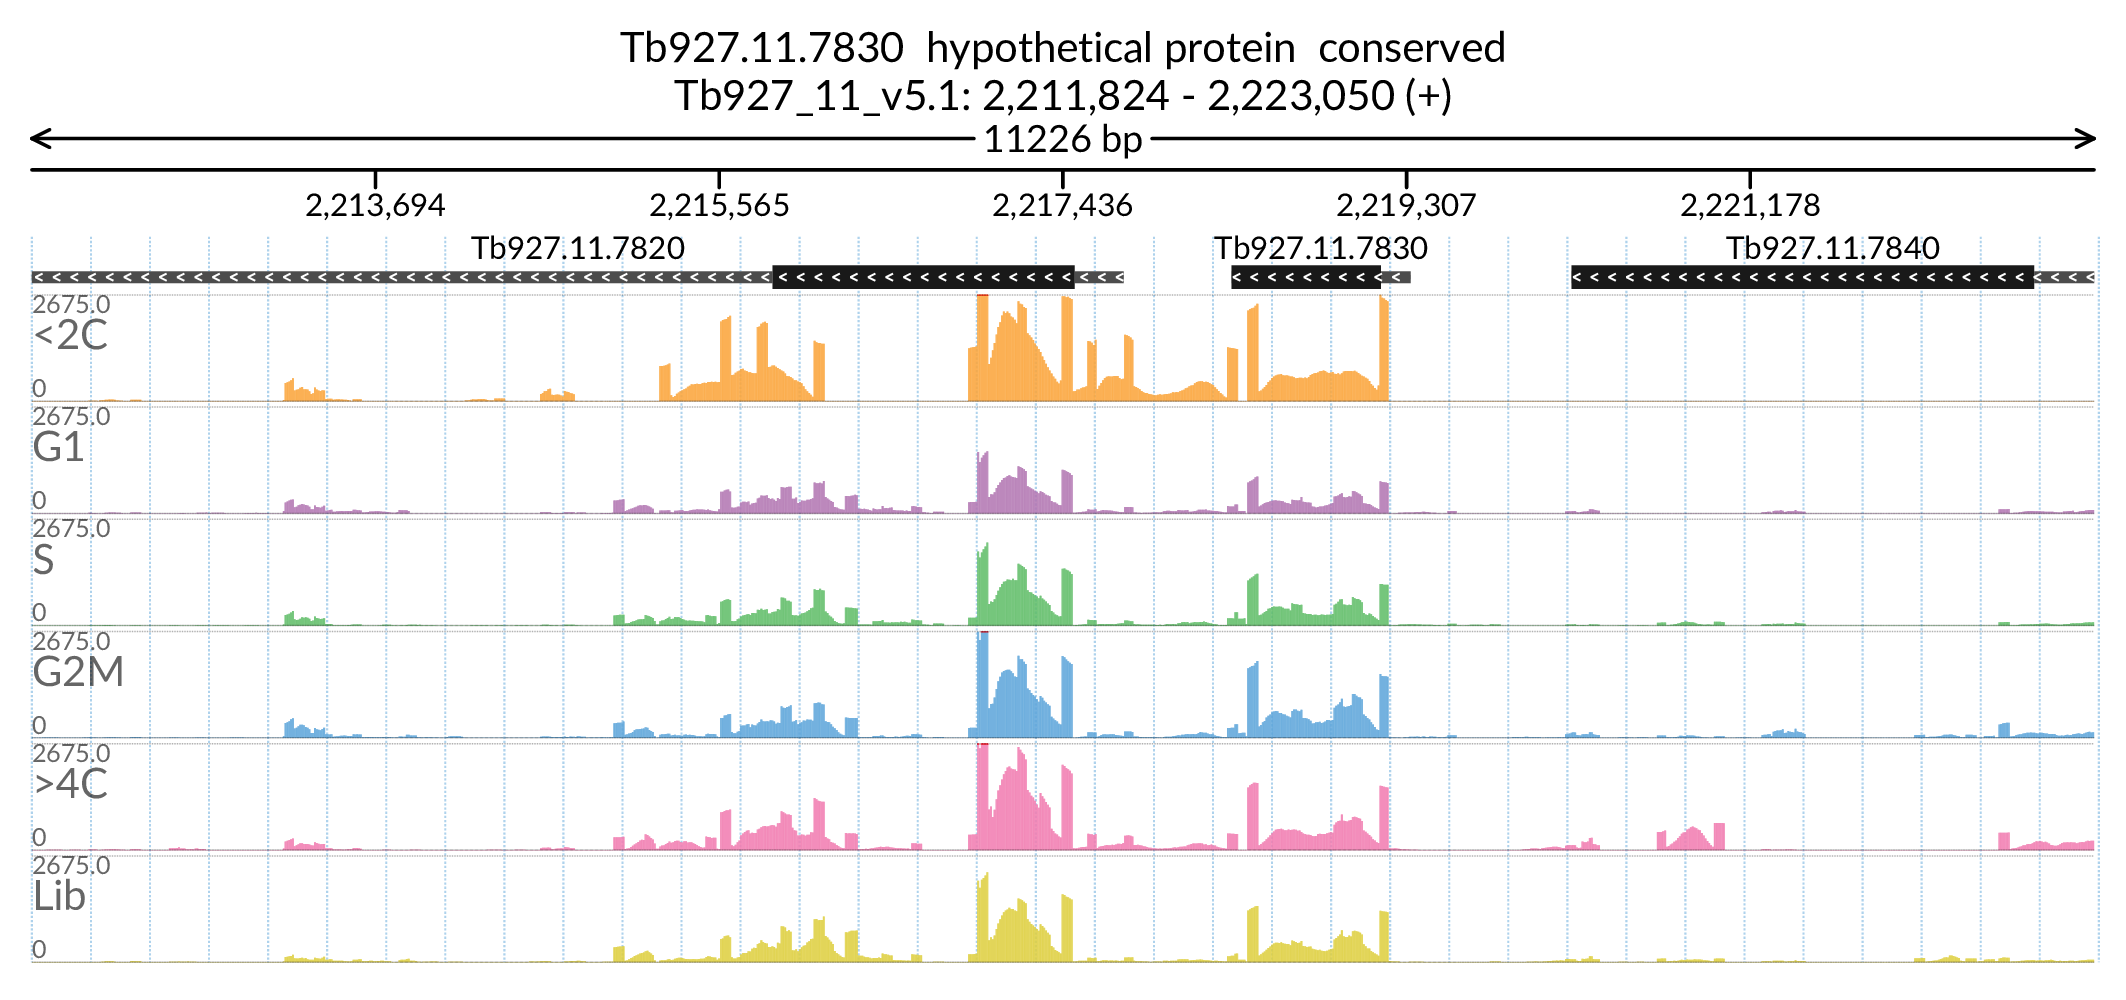 Tb927.11.7830 hypothetical protein conserved
Tb927_11_v5.1: 2,211,824 - 2,223,050 (+)
11226 bp
2,213,694 2,215,565 2,217,436 2,219,307 2,221,178
Tb927.11.7820 Tb927.11.7830 Tb927.11.7840
2675.0
<2C
0
2675.0
G1
0
2675.0
S
0
2675.0
G2M
0
2675.0
>4C
0
2675.0
Lib
0